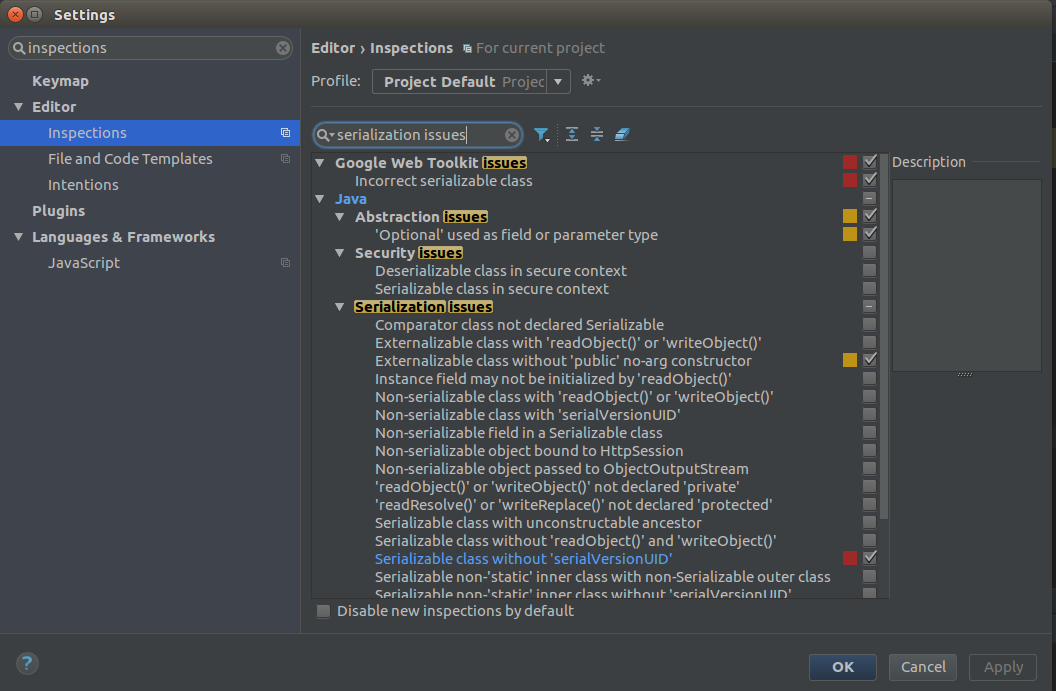 Settings
inspections
Keymap
Editor
Inspections
File and Code Templates
Intentions
Plugins
Languages & Frameworks
JavaScript
Editor › Inspections For current project
Profile: Project Default Projec
serialization issues
Google Web Toolkit issues
Incorrect serializable class
Java
Abstraction issues
'Optional' used as field or parameter type
Security issues
Deserializable class in secure context
Serializable class in secure context
Serialization issues
Comparator class not declared Serializable
Externalizable class with 'readObject()' or 'writeObject()'
Externalizable class without 'public' no-arg constructor
Instance field may not be initialized by 'readObject()'
Non-serializable class with 'readObject()' or 'writeObject()'
Non-serializable class with 'serialVersionUID'
Non-serializable field in a Serializable class
Non-serializable object bound to HttpSession
Non-serializable object passed to ObjectOutputStream
'readObject()' or 'writeObject()' not declared 'private'
'readResolve()' or 'writeReplace()' not declared 'protected'
Serializable class with unconstructable ancestor
Serializable class without 'readObject()' and 'writeObject()'
Serializable class without 'serialVersionUID'
Serializable non-'static' inner class with non-Serializable outer class
Serializable non-'static' inner class without 'serialVersionUID'
Description
Disable new inspections by default
?
OK
Cancel
Apply